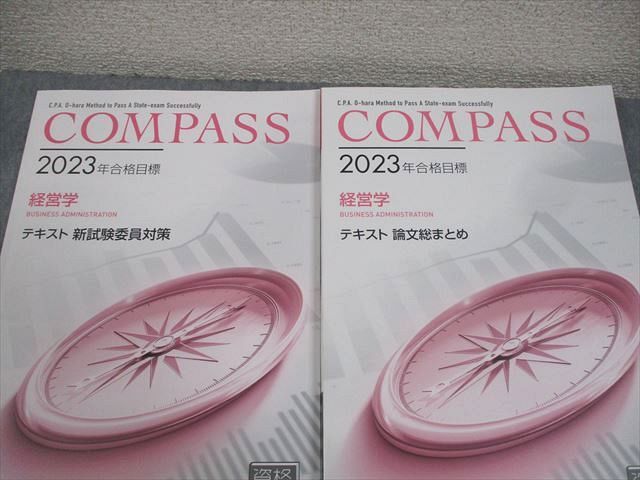 C.P.A. O-hara Method to Pass A State-exam Successfully
COMPASS
2023年合格目標
経営学
BUSINESS ADMINISTRATION
テキスト 新試験委員対策
資格
C.P.A. O-hara Method to Pass A State-exam Successfully
COMPASS
2023年合格目標
経営学
BUSINESS ADMINISTRATION
テキスト 論文総まとめ